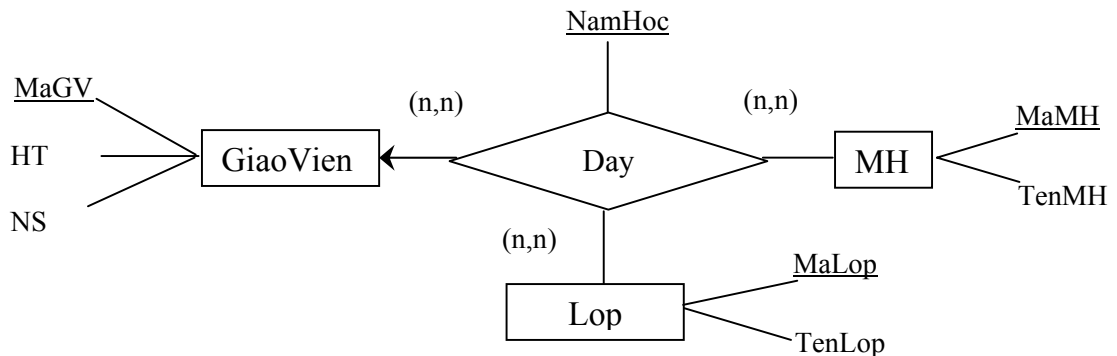 NamHoc
MaGV
(n,n)
(n,n)
MaMH
HT
GiaoVien
Day
MH
NS
TenMH
(n,n)
MaLop
Lop
TenLop